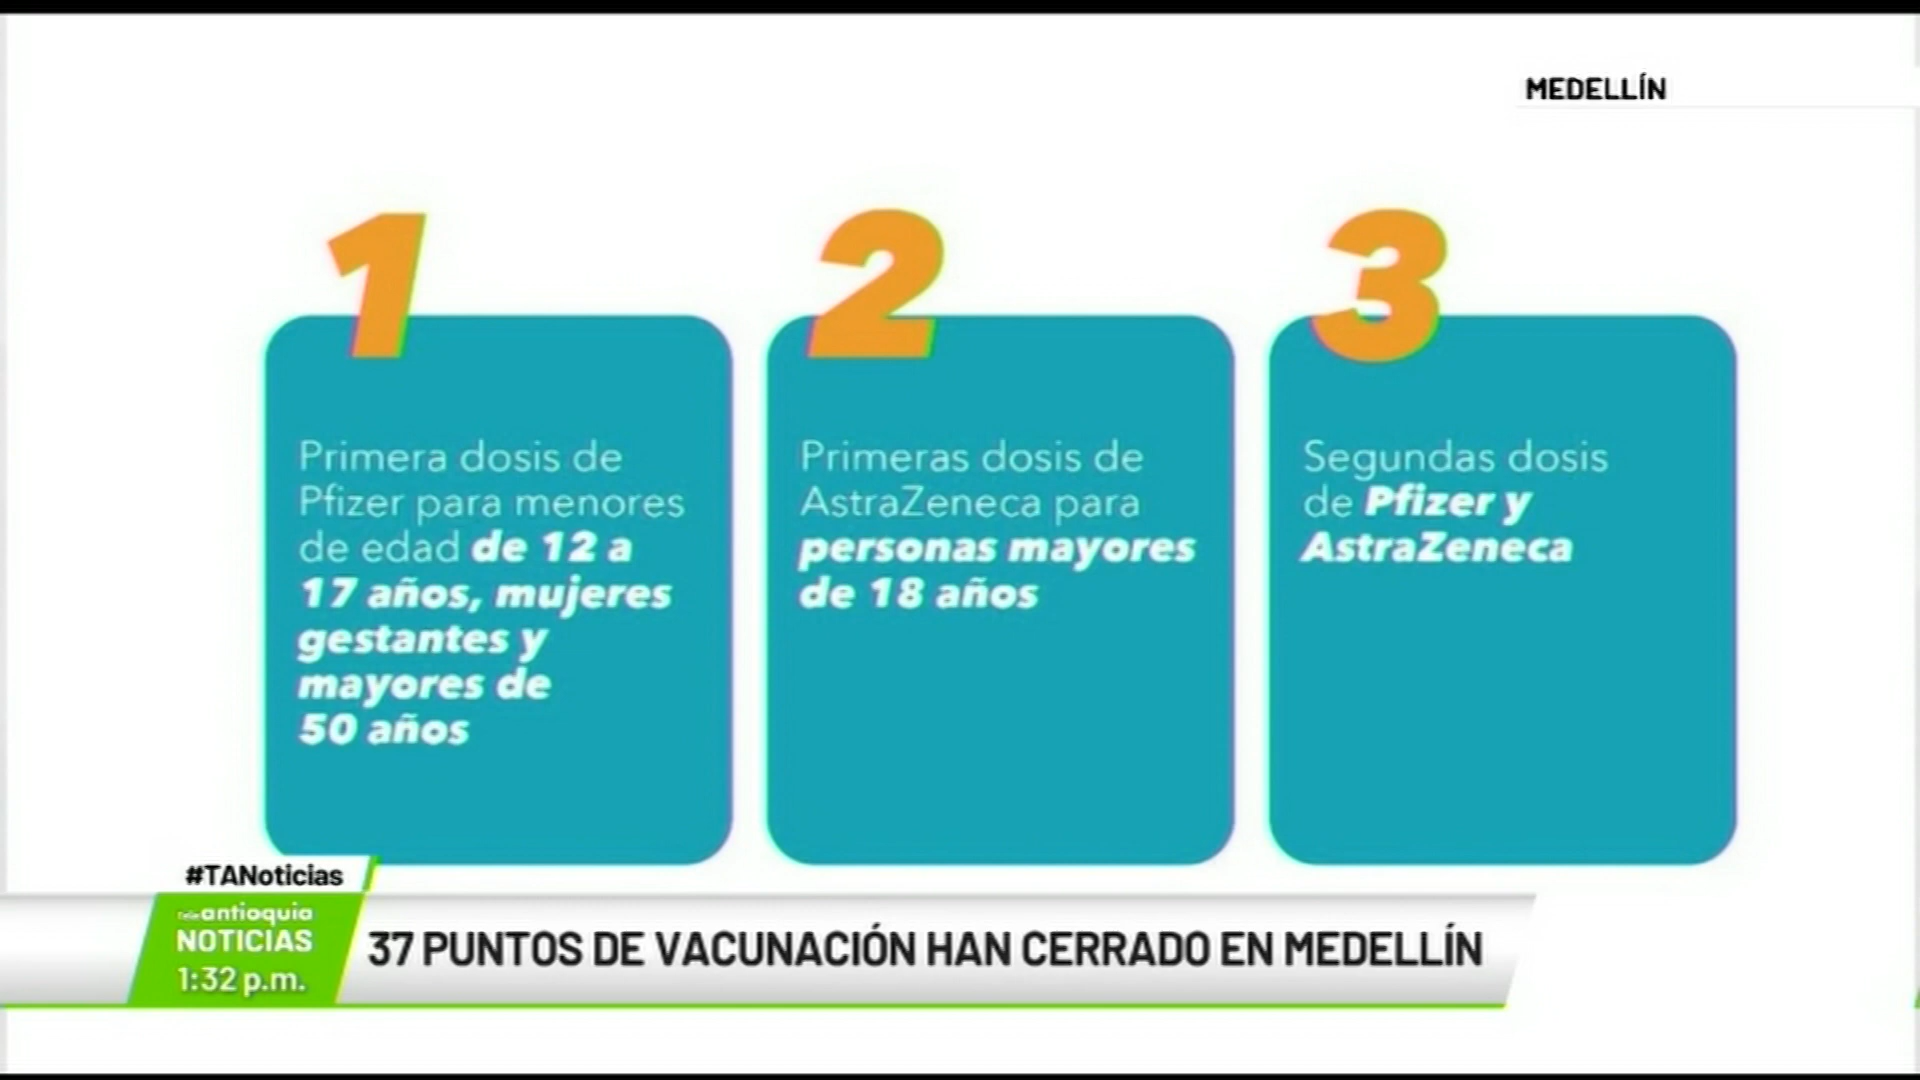 MEDELLÍN
1
Primera dosis de
Pfizer para menores
de edad de 12 a
17 años, mujeres
gestantes y
mayores de
50 años
2
Primeras dosis de
AstraZeneca para
personas mayores
de 18 años
3
Segundas dosis
de Pfizer y
AstraZeneca
#TANoticias
Teleantioquia
NOTICIAS
1:32 p.m.
37 PUNTOS DE VACUNACIÓN HAN CERRADO EN MEDELLÍN